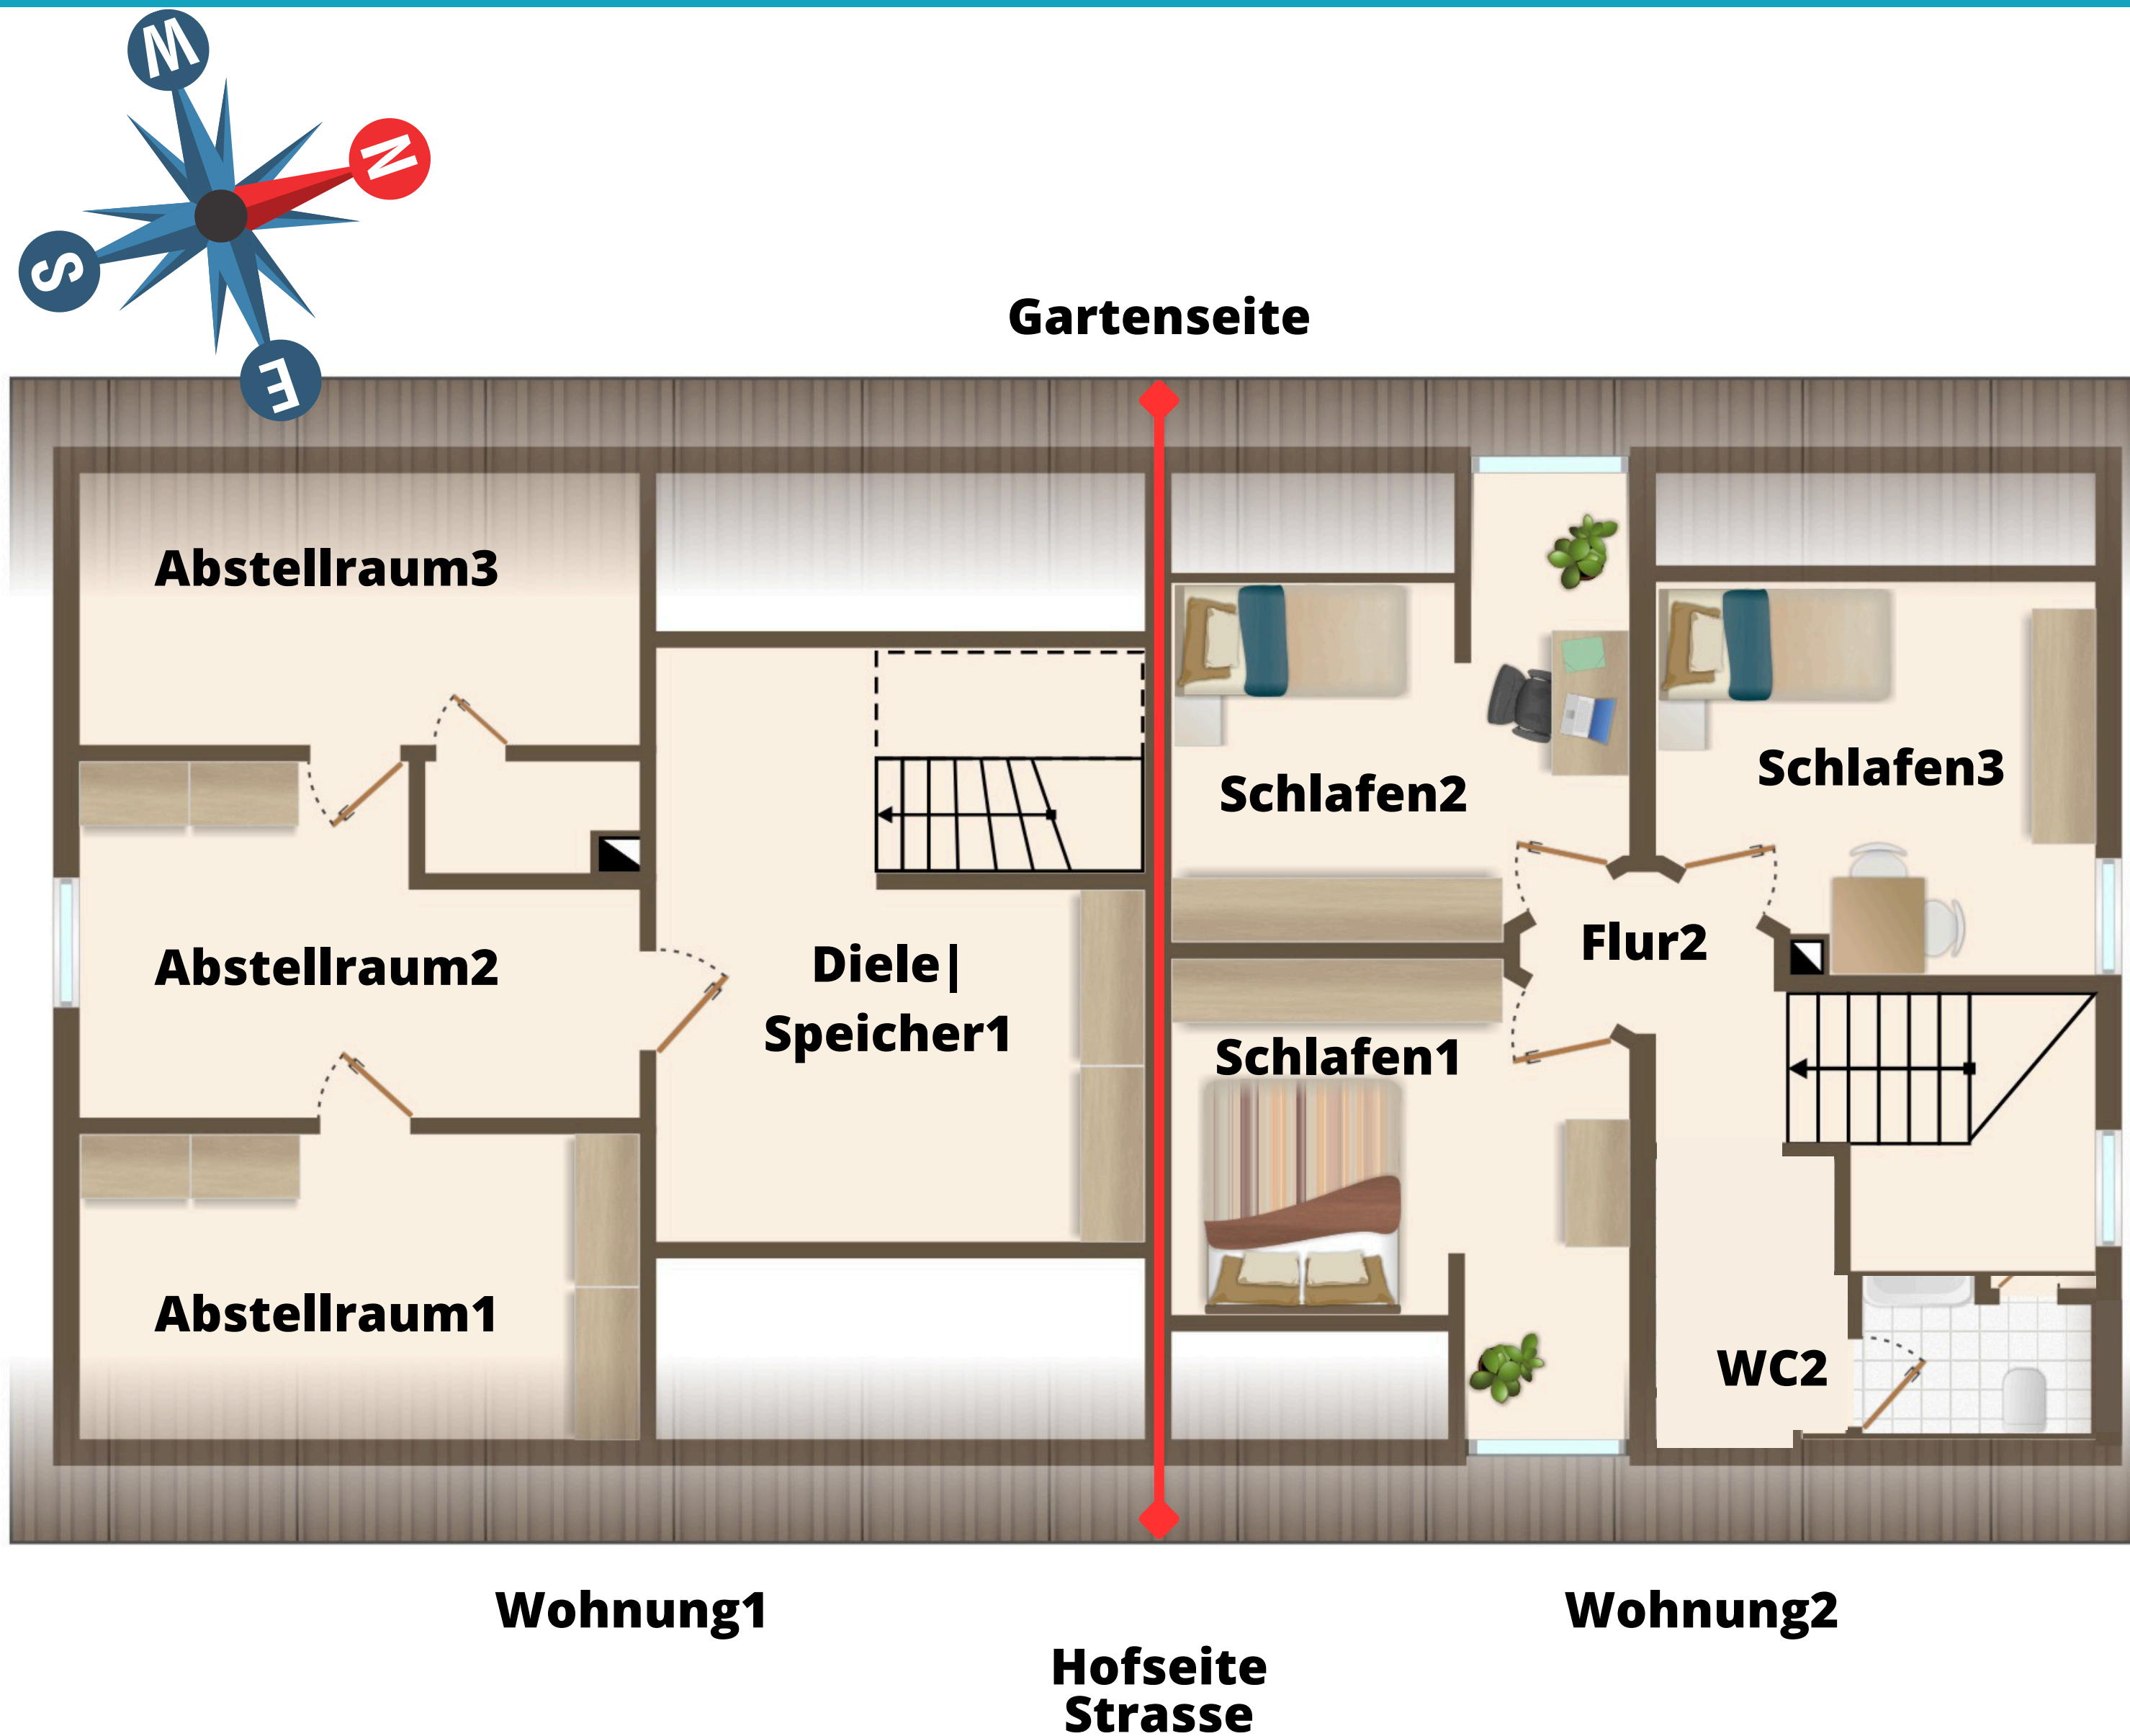 W
N
S
E
Gartenseite
Abstellraum3
Schlafen2
Schlafen3
Abstellraum2
Diele|
Speicher1
Flur2
Schlafen1
Abstellraum1
WC2
Wohnung1
Wohnung2
Hofseite
Strasse